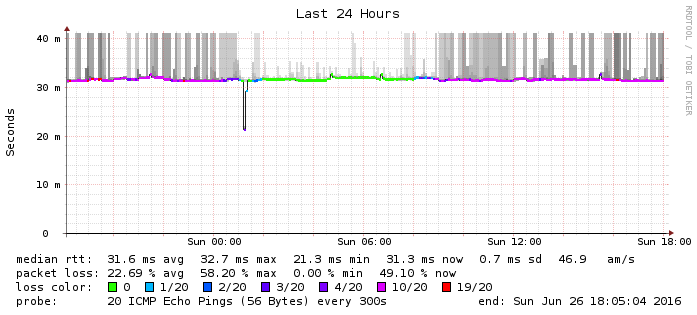 Last 24 Hours
RRDTOOL / TOBI OETIKER
Seconds
40 m
30 m
20 m
10 m
0
Sun 00:00 Sun 06:00 Sun 12:00 Sun 18:00
median rtt: 31.6 ms avg 32.7 ms max 21.3 ms min 31.3 ms now 0.7 ms sd 46.9 am/s
packet loss: 22.69 % avg 58.20 % max 0.00 % min 49.10 % now
loss color: 0 1/20 2/20 3/20 4/20 10/20 19/20
probe: 20 ICMP Echo Pings (56 Bytes) every 300s end: Sun Jun 26 18:05:04 2016